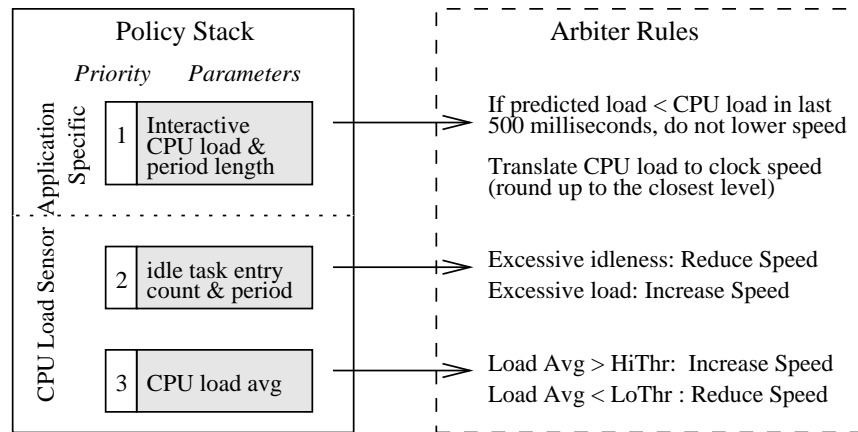 Policy Stack
Priority Parameters
Application
Specific
1
Interactive
CPU load &
period length
CPU Load Sensor
2
idle task entry
count & period
3
CPU load avg
Arbiter Rules
If predicted load < CPU load in last
500 milliseconds, do not lower speed
Translate CPU load to clock speed
(round up to the closest level)
Excessive idleness: Reduce Speed
Excessive load: Increase Speed
Load Avg > HiThr: Increase Speed
Load Avg < LoThr : Reduce Speed